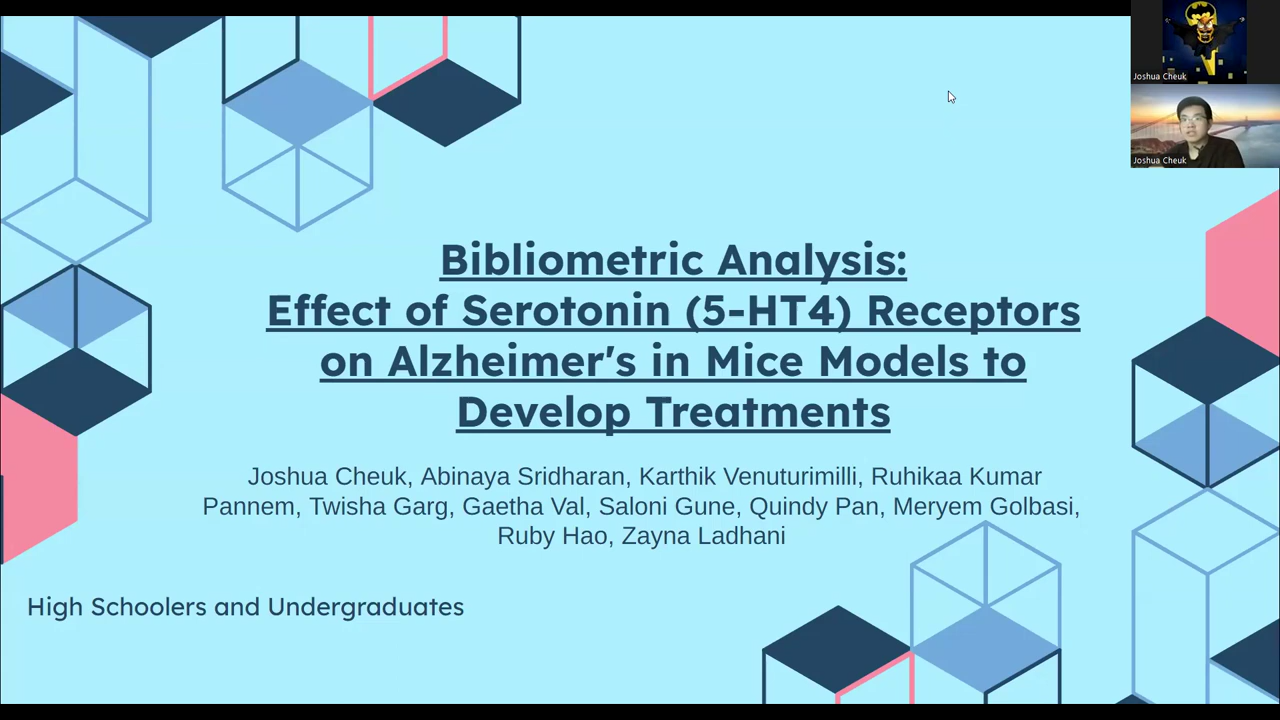 Joshua Cheuk
Joshua Cheuk
Bibliometric Analysis:
Effect of Serotonin (5-HT4) Receptors
on Alzheimer's in Mice Models to
Develop Treatments
Joshua Cheuk, Abinaya Sridharan, Karthik Venuturimilli, Ruhikaa Kumar
Pannem, Twisha Garg, Gaetha Val, Saloni Gune, Quindy Pan, Meryem Golbasi,
Ruby Hao, Zayna Ladhani
High Schoolers and Undergraduates